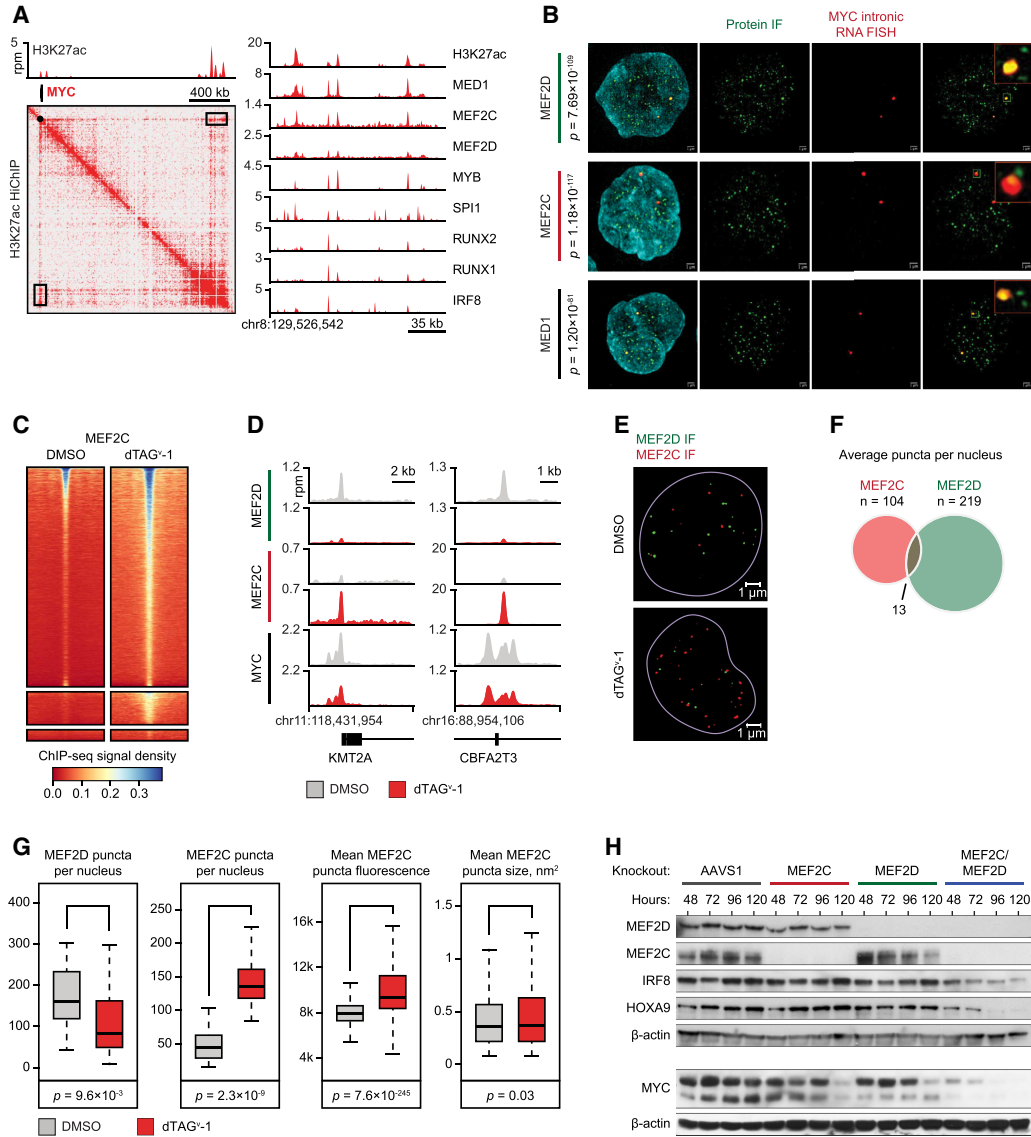 A
5
rpm
H3K27ac
MYC
400 kb
H3K27ac HiChIP
20
H3K27ac
8
MED1
1.4
MEF2C
2.5
MEF2D
4.5
MYB
5
SPI1
5
RUNX2
3
RUNX1
5
IRF8
chr8:129,526,542
35 kb
B
Protein IF
MYC intronic
RNA FISH
MEF2D
p = 7.69×10-109
MEF2C
p = 1.18×10-117
MED1
p = 1.20×10-81
C
MEF2C
DMSO
dTAGv-1
ChIP-seq signal density
0.0 0.1 0.2 0.3
D
1.2
rpm
2 kb
1.3
1 kb
MEF2D
1.2
1.3
0.7
20
MEF2C
0.7
20
2.2
1.2
MYC
2.2
1.2
chr11:118,431,954
chr16:88,954,106
KMT2A
CBFA2T3
DMSO
dTAGv-1
E
MEF2D IF
MEF2C IF
DMSO
1 µm
dTAGv-1
1 µm
F
Average puncta per nucleus
MEF2C
n = 104
MEF2D
n = 219
13
G
MEF2D puncta
per nucleus
400
300
200
100
0
p = 9.6×10-3
MEF2C puncta
per nucleus
250
200
150
100
50
p = 2.3×10-9
Mean MEF2C
puncta fluorescence
16k
12k
8k
4k
p = 7.6×10-245
Mean MEF2C
puncta size, nm2
1.5
1
0.5
0
p = 0.03
DMSO
dTAGv-1
H
Knockout:
AAVS1
MEF2C
MEF2D
MEF2C/
MEF2D
Hours:
48 72 96 120 48 72 96 120 48 72 96 120 48 72 96 120
MEF2D
MEF2C
IRF8
HOXA9
β-actin
MYC
β-actin